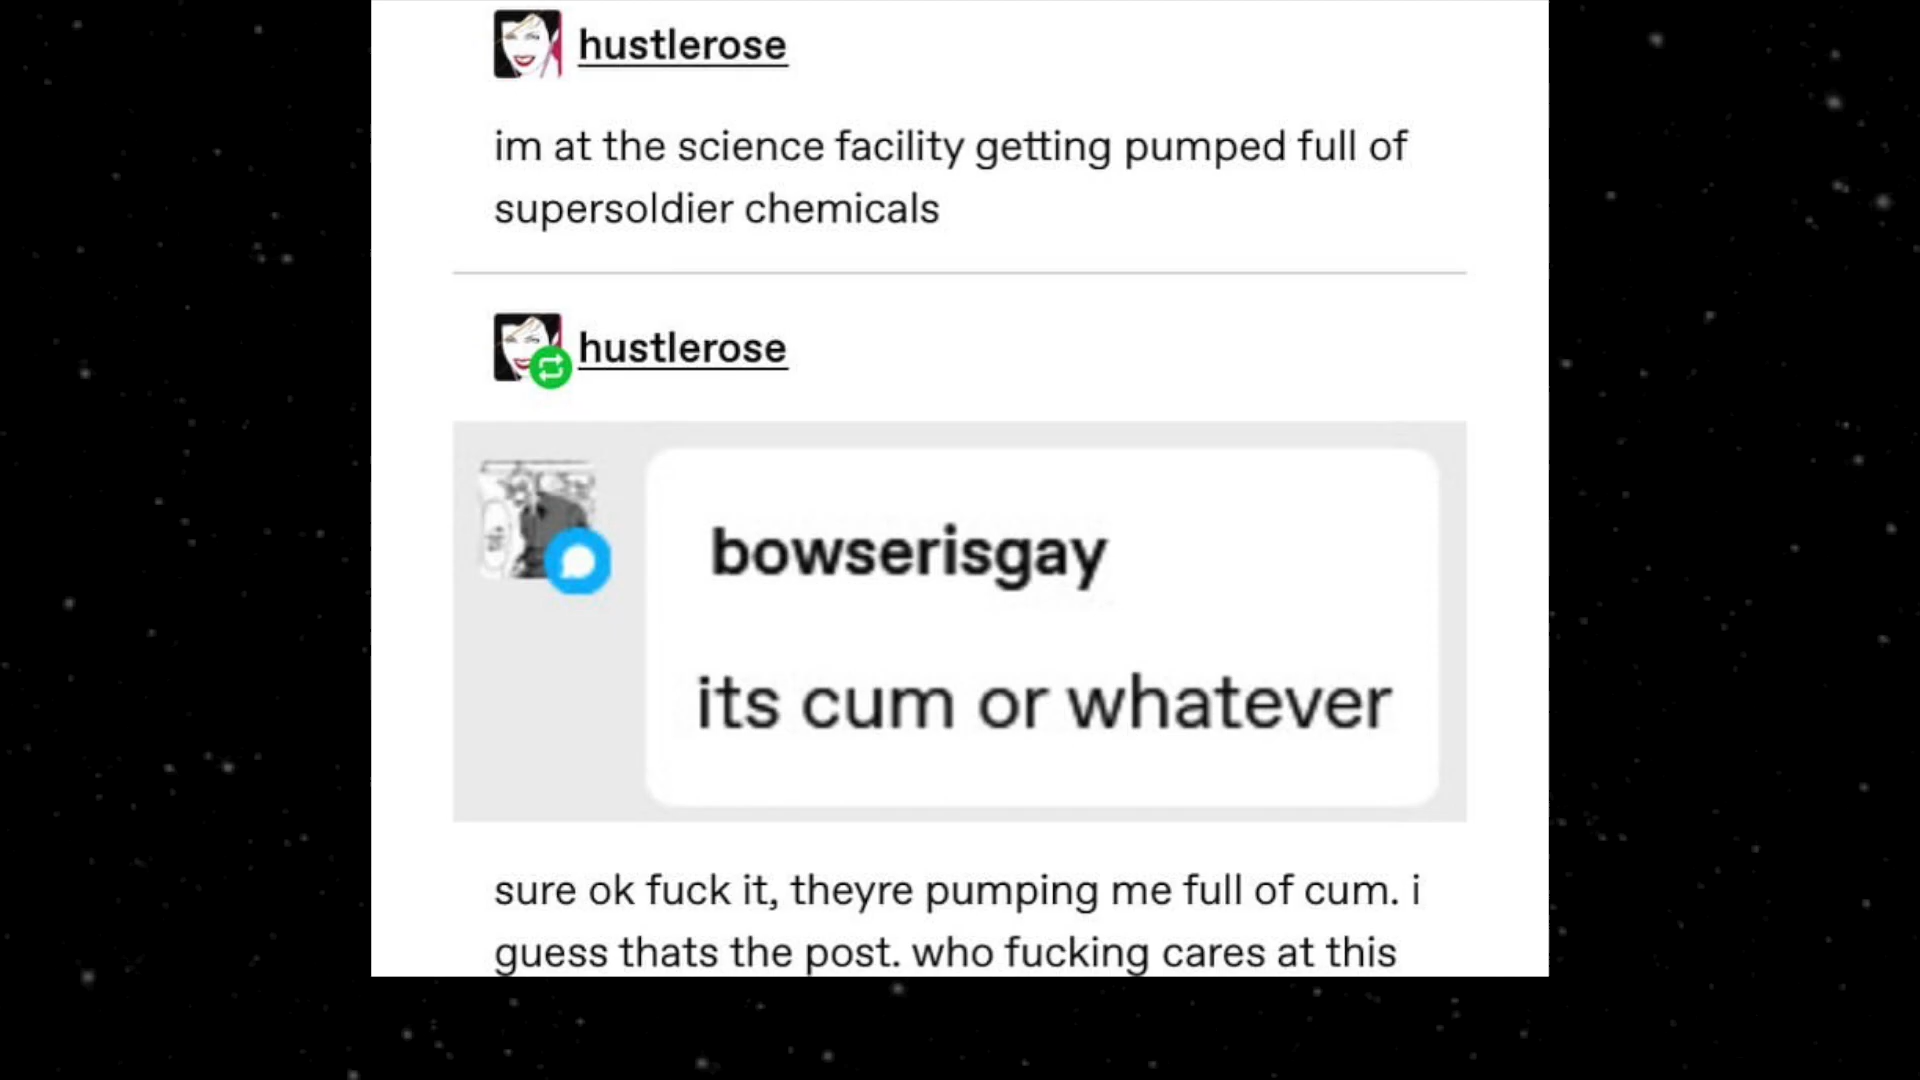 hustlerose
im at the science facility getting pumped full of
supersoldier chemicals
hustlerose
bowserisgay
its cum or whatever
sure ok fuck it, theyre pumping me full of cum. i
guess thats the post. who fucking cares at this